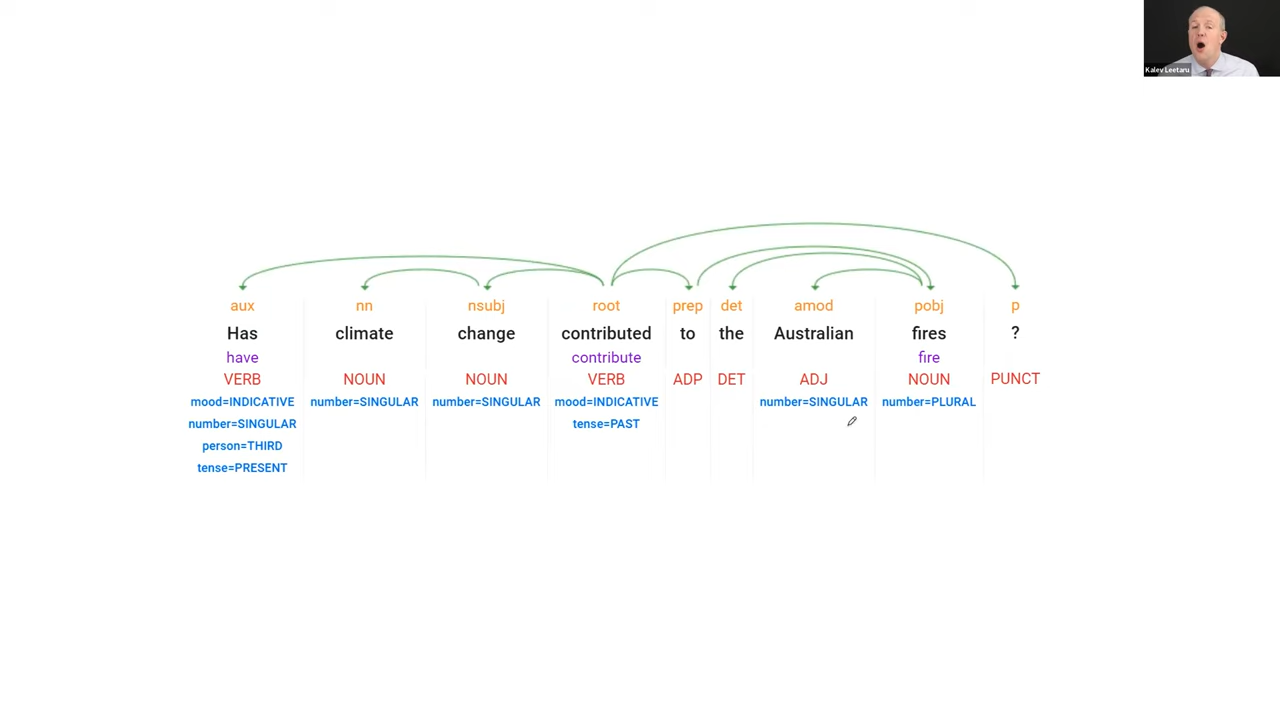 Kalev Leetaru
aux nn nsubj root prep det amod pobj p
Has climate change contributed to the Australian fires ?
have contribute fire
VERB NOUN NOUN VERB ADP DET ADJ NOUN PUNCT
mood=INDICATIVE number=SINGULAR number=SINGULAR mood=INDICATIVE number=SINGULAR number=PLURAL
number=SINGULAR tense=PAST
person=THIRD
tense=PRESENT